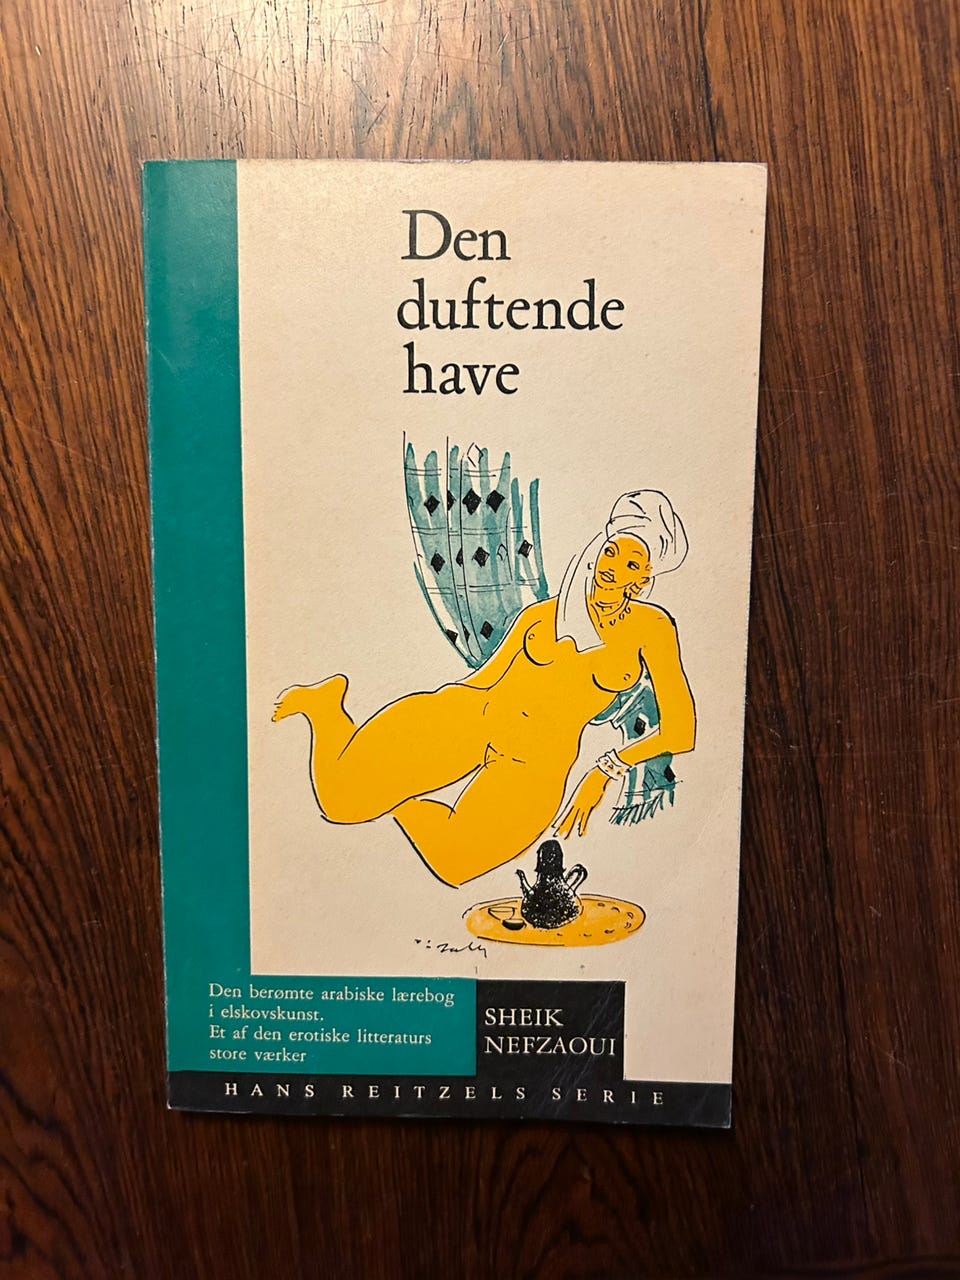 Den
duftende
have
Den berømte arabiske lærebog
i elskovskunst.
Et af den erotiske litteraturs
store værker
SHEIK
NEFZAOUI
HANS REITZELS SERIE